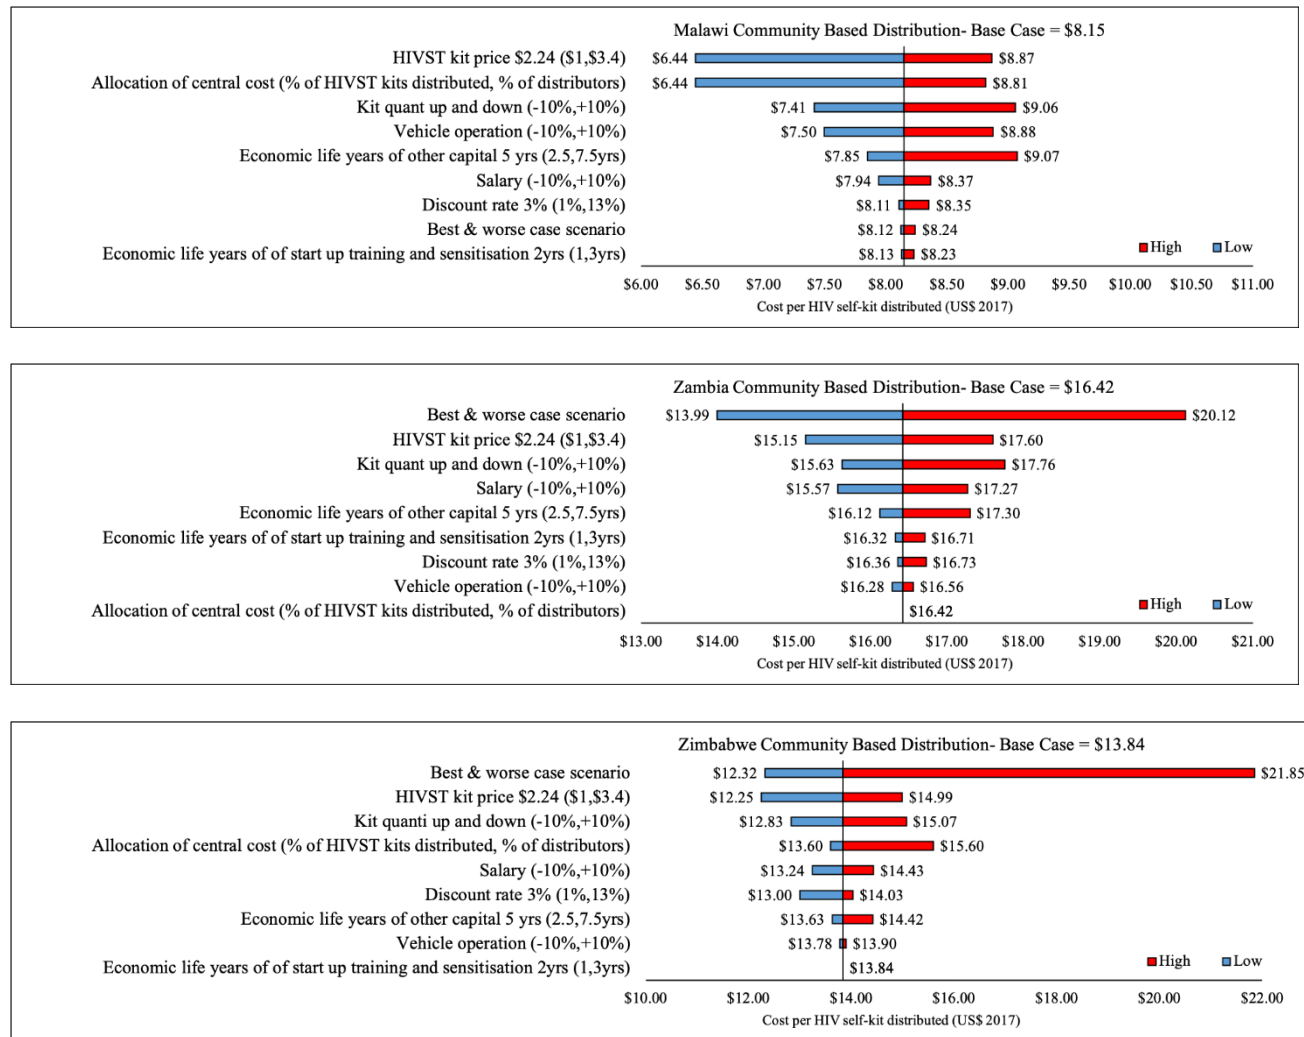 Malawi Community Based Distribution- Base Case = $8.15
HIVST kit price $2.24 ($1,$3.4) $6.44 $8.87
Allocation of central cost (% of HIVST kits distributed, % of distributors) $6.44 $8.81
Kit quant up and down (-10%,+10%) $7.41 $9.06
Vehicle operation (-10%,+10%) $7.50 $8.88
Economic life years of other capital 5 yrs (2.5,7.5yrs) $7.85 $9.07
Salary (-10%,+10%) $7.94 $8.37
Discount rate 3% (1%,13%) $8.11 $8.35
Best & worse case scenario $8.12 $8.24
Economic life years of of start up training and sensitisation 2yrs (1,3yrs) $8.13 $8.23
High Low
$6.00 $6.50 $7.00 $7.50 $8.00 $8.50 $9.00 $9.50 $10.00 $10.50 $11.00
Cost per HIV self-kit distributed (US$ 2017)
Zambia Community Based Distribution- Base Case = $16.42
Best & worse case scenario $13.99 $20.12
HIVST kit price $2.24 ($1,$3.4) $15.15 $17.60
Kit quant up and down (-10%,+10%) $15.63 $17.76
Salary (-10%,+10%) $15.57 $17.27
Economic life years of other capital 5 yrs (2.5,7.5yrs) $16.12 $17.30
Economic life years of of start up training and sensitisation 2yrs (1,3yrs) $16.32 $16.71
Discount rate 3% (1%,13%) $16.36 $16.73
Vehicle operation (-10%,+10%) $16.28 $16.56
Allocation of central cost (% of HIVST kits distributed, % of distributors) $16.42
High Low
$13.00 $14.00 $15.00 $16.00 $17.00 $18.00 $19.00 $20.00 $21.00
Cost per HIV self-kit distributed (US$ 2017)
Zimbabwe Community Based Distribution- Base Case = $13.84
Best & worse case scenario $12.32 $21.85
HIVST kit price $2.24 ($1,$3.4) $12.25 $14.99
Kit quanti up and down (-10%,+10%) $12.83 $15.07
Allocation of central cost (% of HIVST kits distributed, % of distributors) $13.60 $15.60
Salary (-10%,+10%) $13.24 $14.43
Discount rate 3% (1%,13%) $13.00 $14.03
Economic life years of other capital 5 yrs (2.5,7.5yrs) $13.63 $14.42
Vehicle operation (-10%,+10%) $13.78 $13.90
Economic life years of of start up training and sensitisation 2yrs (1,3yrs) $13.84
High Low
$10.00 $12.00 $14.00 $16.00 $18.00 $20.00 $22.00
Cost per HIV self-kit distributed (US$ 2017)